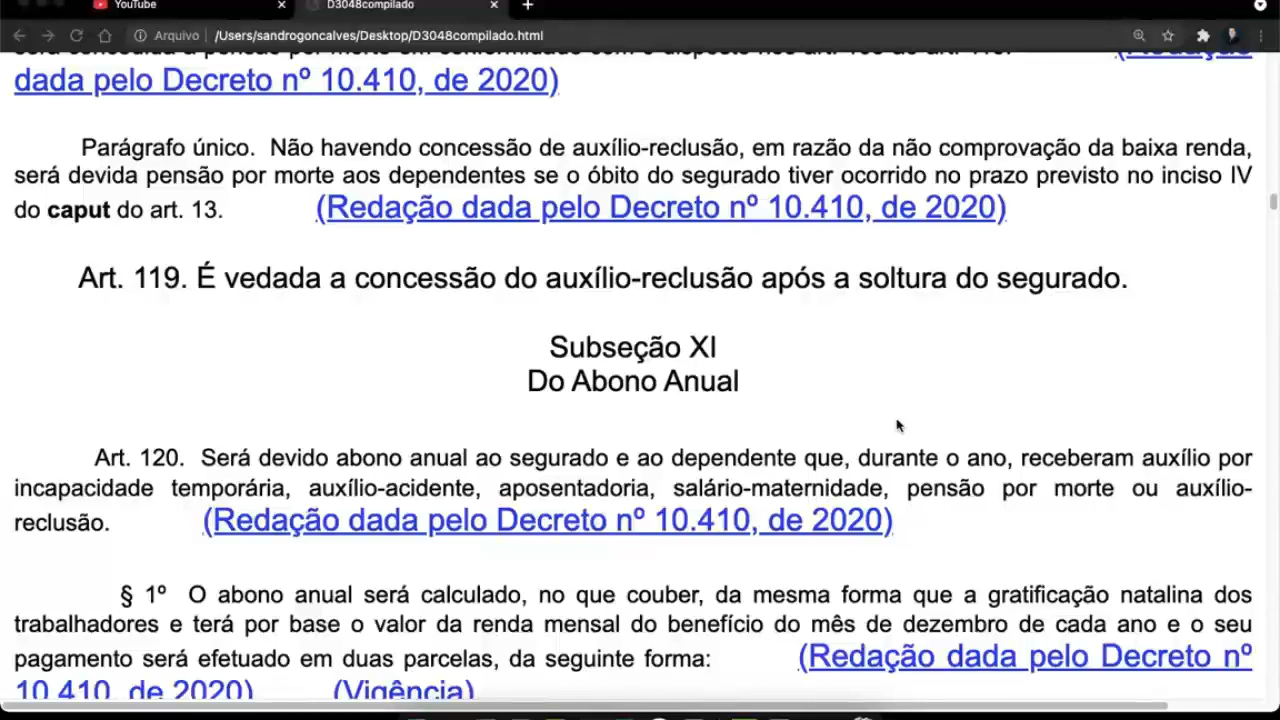 YouTube
D3048compilado
Arquivo
/Users/sandrogoncalves/Desktop/D3048compilado.html
dada pelo Decreto nº 10.410, de 2020)
Parágrafo único. Não havendo concessão de auxílio-reclusão, em razão da não comprovação da baixa renda,
será devida pensão por morte aos dependentes se o óbito do segurado tiver ocorrido no prazo previsto no inciso IV
do caput do art. 13. (Redação dada pelo Decreto nº 10.410, de 2020)
Art. 119. É vedada a concessão do auxílio-reclusão após a soltura do segurado.
Subseção XI
Do Abono Anual
Art. 120. Será devido abono anual ao segurado e ao dependente que, durante o ano, receberam auxílio por
incapacidade temporária, auxílio-acidente, aposentadoria, salário-maternidade, pensão por morte ou auxílio-
reclusão. (Redação dada pelo Decreto nº 10.410, de 2020)
§ 1º O abono anual será calculado, no que couber, da mesma forma que a gratificação natalina dos
trabalhadores e terá por base o valor da renda mensal do benefício do mês de dezembro de cada ano e o seu
pagamento será efetuado em duas parcelas, da seguinte forma: (Redação dada pelo Decreto nº
10.410, de 2020) (Vigência)